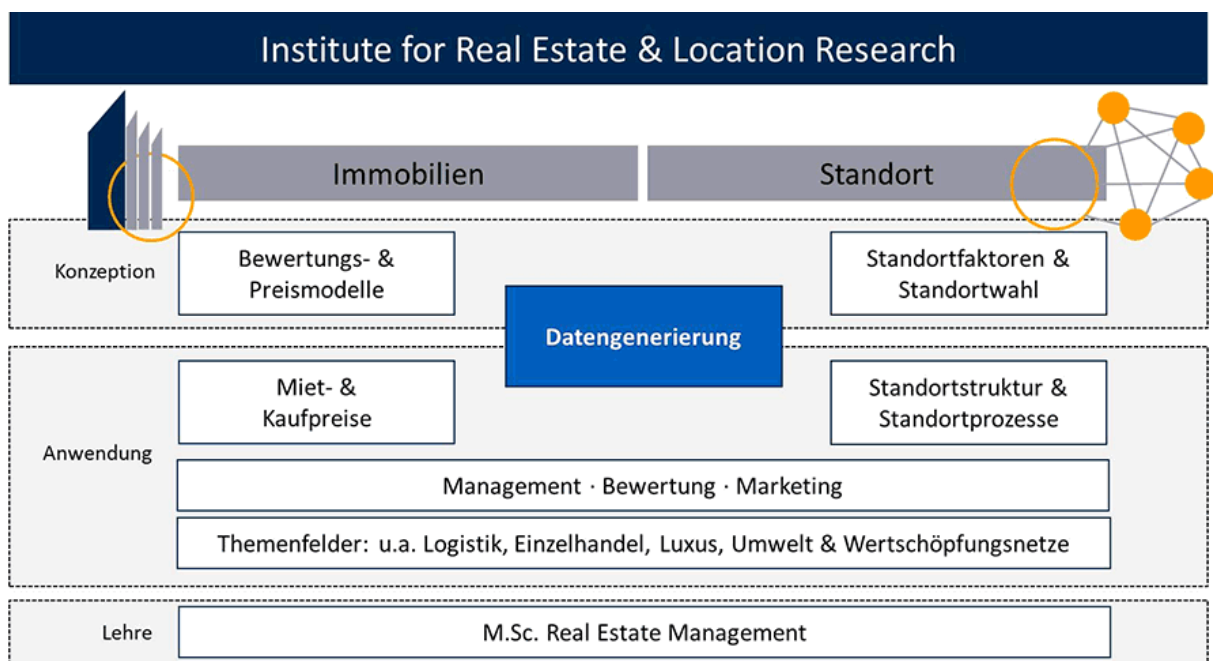 Institute for Real Estate & Location Research
Immobilien
Standort
Konzeption
Bewertungs- &
Preismodelle
Standortfaktoren &
Standortwahl
Datengenerierung
Anwendung
Miet- &
Kaufpreise
Standortstruktur &
Standortprozesse
Management · Bewertung · Marketing
Themenfelder: u.a. Logistik, Einzelhandel, Luxus, Umwelt & Wertschöpfungsnetze
Lehre
M.Sc. Real Estate Management